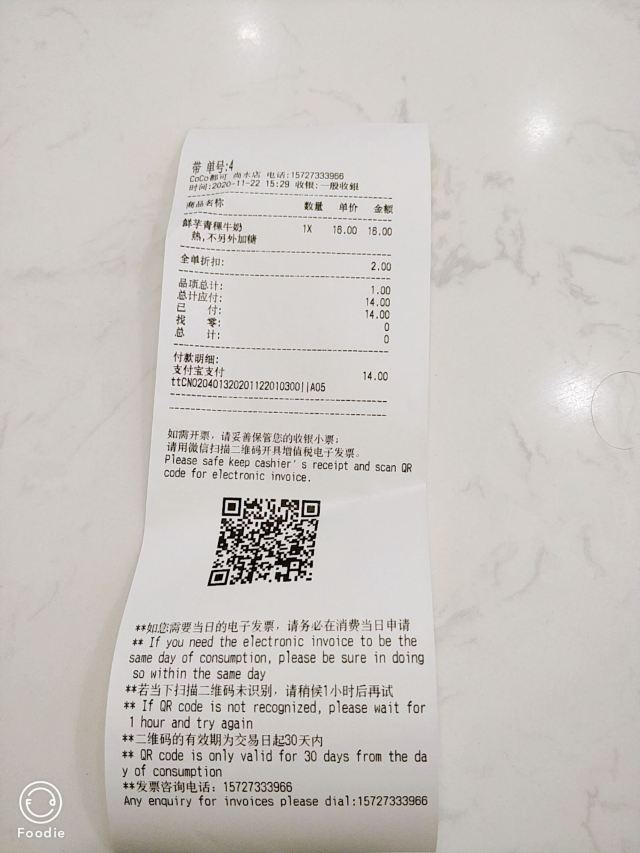 带 单号:4
CoCo都可 尚水店 电话:15727333966
时间:2020-11-22 15:29 收银:一般收银
商品名称 数量 单价 金额
鲜芋青稞牛奶 1X 16.00 16.00
熱,不另外加糖
全单折扣: 2.00
品项总计: 1.00
总计应付: 14.00
已 付: 14.00
找 零: 0
总 计: 0
付款明细:
支付宝支付 14.00
ttCN02040132020112201​0300||A05
如需开票，请妥善保管您的收银小票；
请用微信扫描二维码开具增值税电子发票。
Please safe keep cashier's receipt and scan QR
code for electronic invoice.
**如您需要当日的电子发票，请务必在消费当日申请
** If you need the electronic invoice to be the
same day of consumption, please be sure in doing
so within the same day
**若当下扫描二维码未识别，请稍候1小时后再试
** If QR code is not recognized, please wait for
1 hour and try again
**二维码的有效期为交易日起30天内
** QR code is only valid for 30 days from the da
y of consumption
**发票咨询电话：15727333966
Any enquiry for invoices please dial:15727333966
Foodie